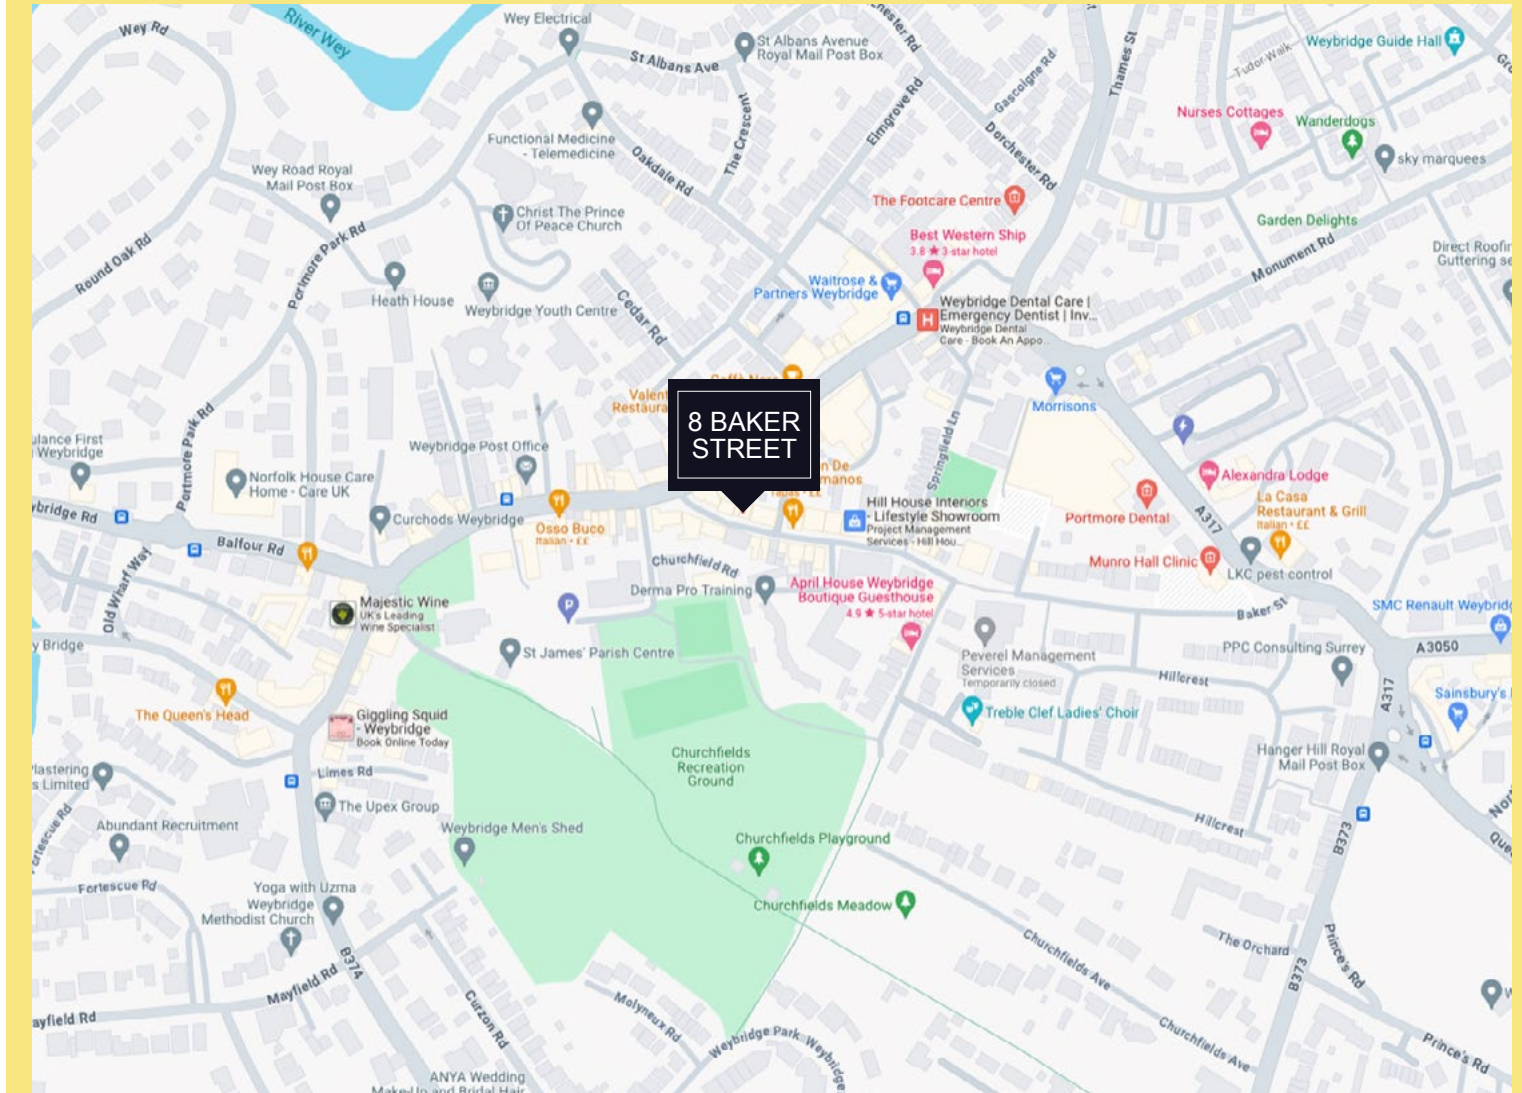 Wey Rd
River Wey
Wey Electrical
St Albans Ave
St Albans Avenue
Royal Mail Post Box
The Crescent
Elmgrove Rd
Gascoigne Rd
Dorchester Rd
Thames St
Tudor Walk
Weybridge Guide Hall
Nurses Cottages
Wanderdogs
sky marquees
Functional Medicine
- Telemedicine
Oakdale Rd
Wey Road Royal
Mail Post Box
Christ The Prince
Of Peace Church
The Footcare Centre
Garden Delights
Monument Rd
Best Western Ship
3.8 ★ 3-star hotel
Round Oak Rd
Portmore Park Rd
Heath House
Weybridge Youth Centre
Cedar Rd
Waitrose &
Partners Weybridge
Weybridge Dental Care |
Emergency Dentist | Inv...
Weybridge Dental
Care - Book An Appo...
H
Morrisons
8 BAKER
STREET
Portmore Park Rd
Weybridge Post Office
Norfolk House Care
Home - Care UK
Curchods Weybridge
Osso Buco
Italian • ££
Springfield Ln
Hill House Interiors
- Lifestyle Showroom
Project Management
Services - Hill Hou...
Portmore Dental
Alexandra Lodge
La Casa
Restaurant & Grill
Italian • ££
A317
Munro Hall Clinic
LKC pest control
Balfour Rd
Old Wharf Way
Churchfield Rd
Derma Pro Training
April House Weybridge
Boutique Guesthouse
4.9 ★ 5-star hotel
Baker St
Majestic Wine
UK's Leading
Wine Specialist
P
St James' Parish Centre
Peverel Management
Services
Temporarily closed
Hillcrest
PPC Consulting Surrey
A3050
A317
The Queen's Head
Giggling Squid
- Weybridge
Book Online Today
Treble Clef Ladies' Choir
Churchfields
Recreation
Ground
Hanger Hill Royal
Mail Post Box
Limes Rd
The Upex Group
Abundant Recruitment
Weybridge Men's Shed
Churchfields Playground
Hillcrest
B373
Fortescue Rd
Yoga with Uzma
Weybridge
Methodist Church
Churchfields Meadow
The Orchard
Prince's Rd
B374
Mayfield Rd
Churchfields Ave
B373
Curzon Rd
Molyneux Rd
Weybridge Park
Churchfields Ave
Prince's Rd
ANYA Wedding